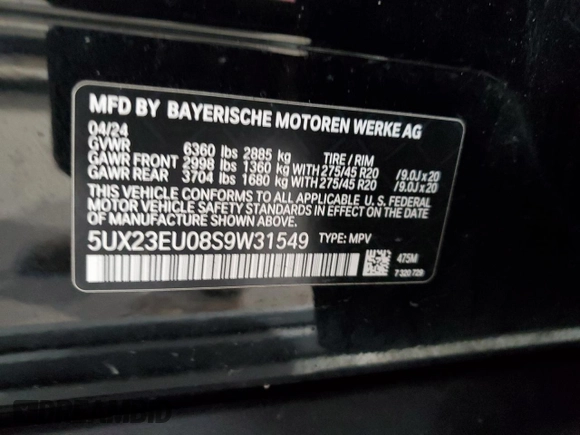 MFD BY BAYERISCHE MOTOREN WERKE AG
04/24
GVWR 6360 lbs 2885 kg TIRE / RIM
GAWR FRONT 2998 lbs 1360 kg WITH 275/45 R20 /9.0J x 20
GAWR REAR 3704 lbs 1680 kg WITH 275/45 R20 /9.0J x 20
THIS VEHICLE CONFORMS TO ALL APPLICABLE U. S. FEDERAL
MOTOR VEHICLE SAFETY STANDARDS IN EFFECT ON THE DATE
OF MANUFACTURE SHOWN ABOVE.
5UX23EU08S9W31549 TYPE: MPV
475M
7 320 729